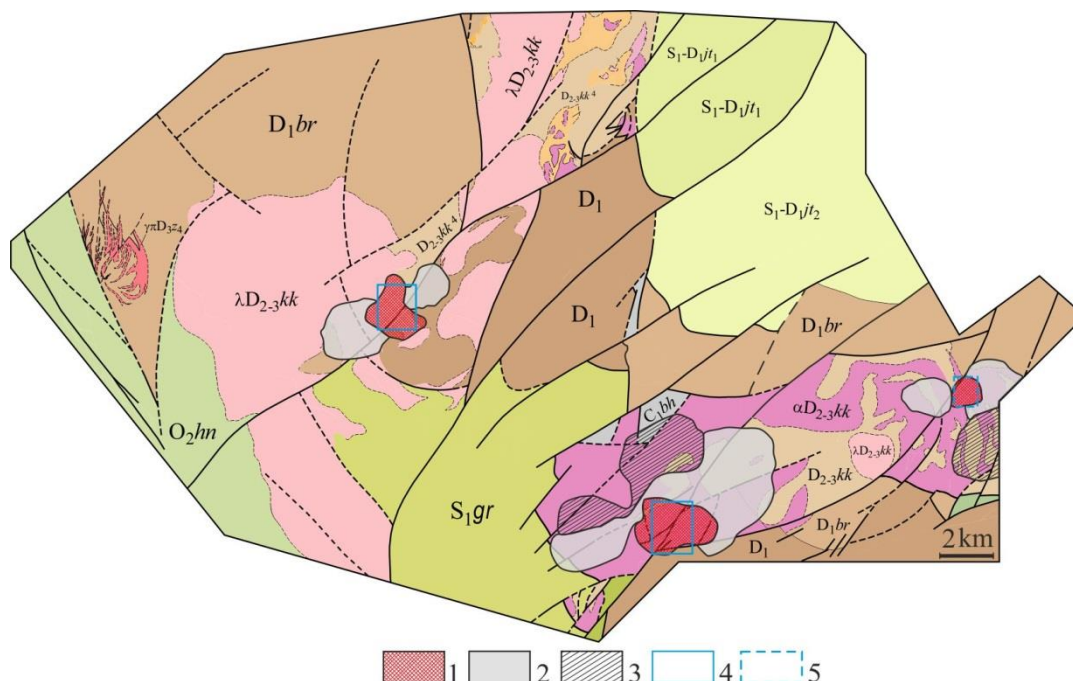 λD₂₋₃kk
S₁-D₁jt₁
D₂₋₃kk⁴
S₁-D₁jt₁
D₁br
D₁
S₁-D₁jt₂
γπD₃z₄
D₂₋₃kk⁴
λD₂₋₃kk
D₁
D₁br
C₁bh
αD₂₋₃kk
O₂hn
λD₂₋₃kk
D₂₋₃kk
S₁gr
D₁br
D₁
2 km
1 2 3 4 5